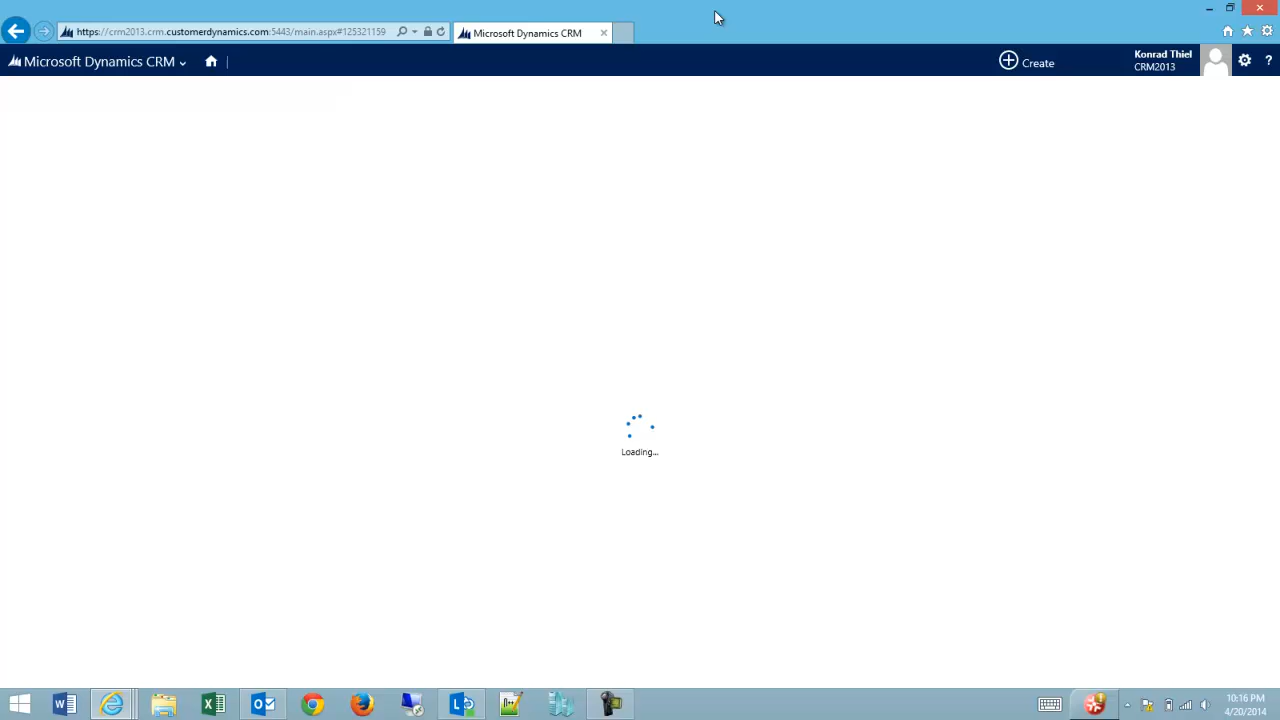 https://crm2013.crm.customerdynamics.com:5443/main.aspx#125321159
Microsoft Dynamics CRM
Microsoft Dynamics CRM
Create
Konrad Thiel
CRM2013
?
Loading...
10:16 PM
4/20/2014